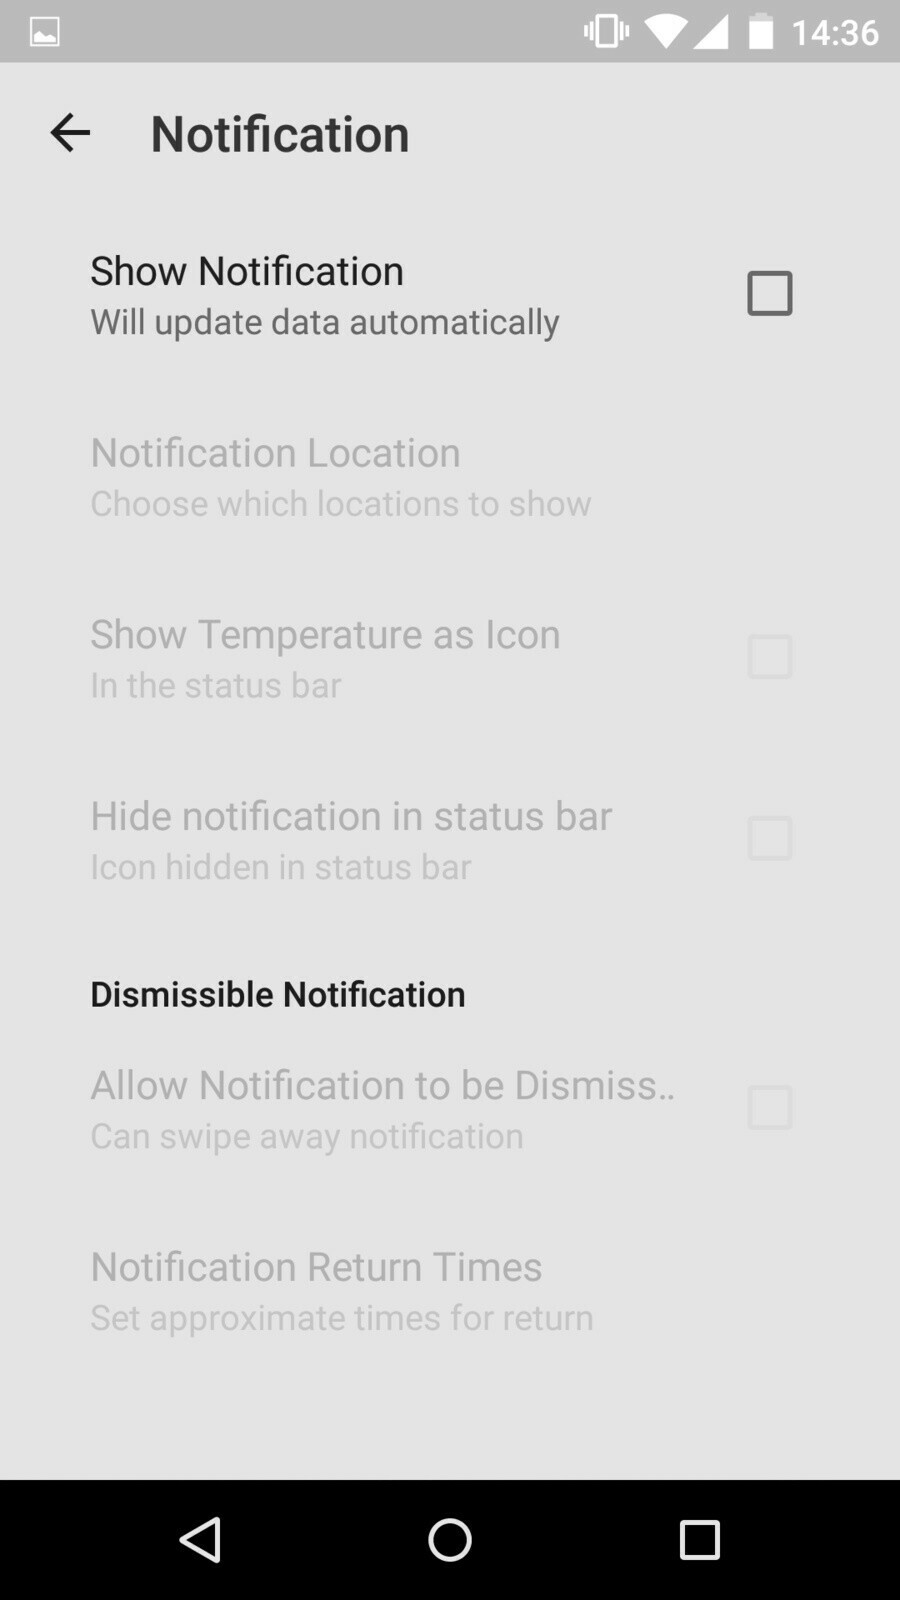 14:36
Notification
Show Notification
Will update data automatically
Notification Location
Choose which locations to show
Show Temperature as Icon
In the status bar
Hide notification in status bar
Icon hidden in status bar
Dismissible Notification
Allow Notification to be Dismiss..
Can swipe away notification
Notification Return Times
Set approximate times for return